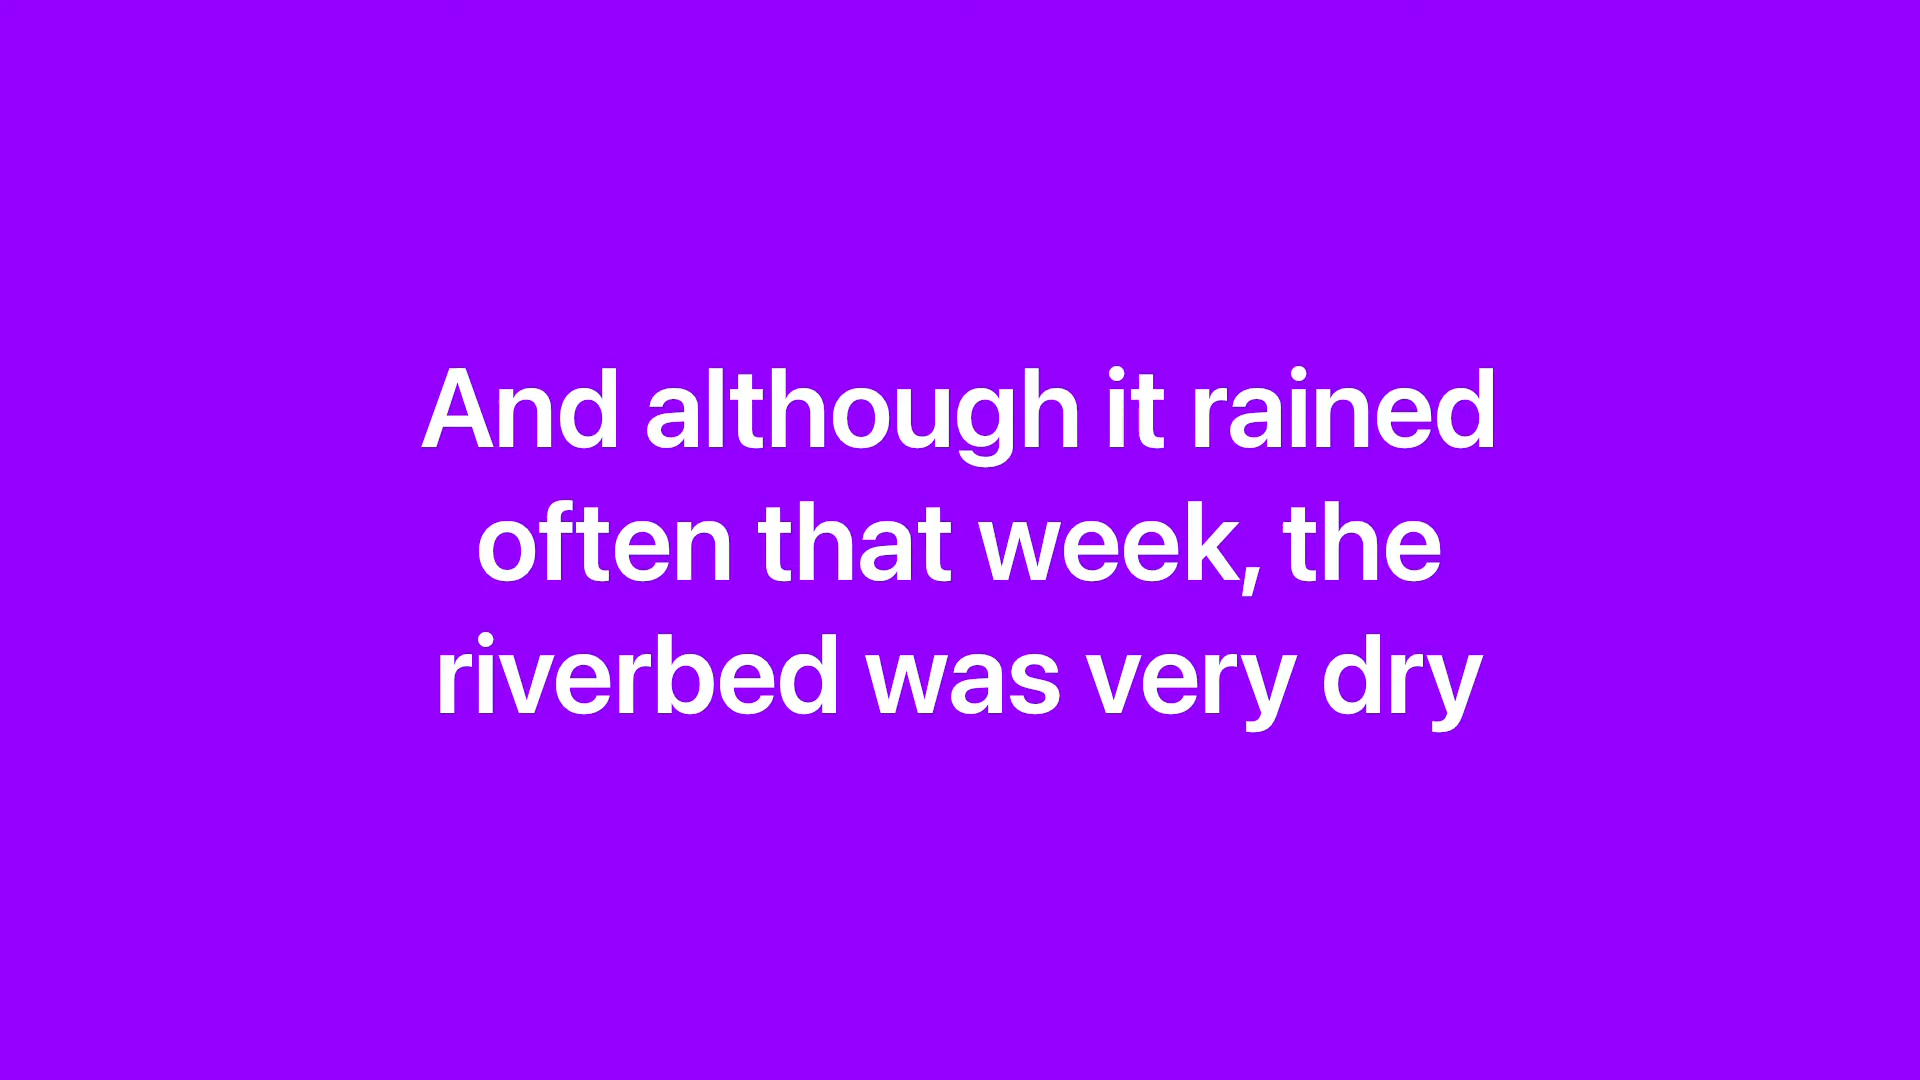 And although it rained
often that week, the
riverbed was very dry